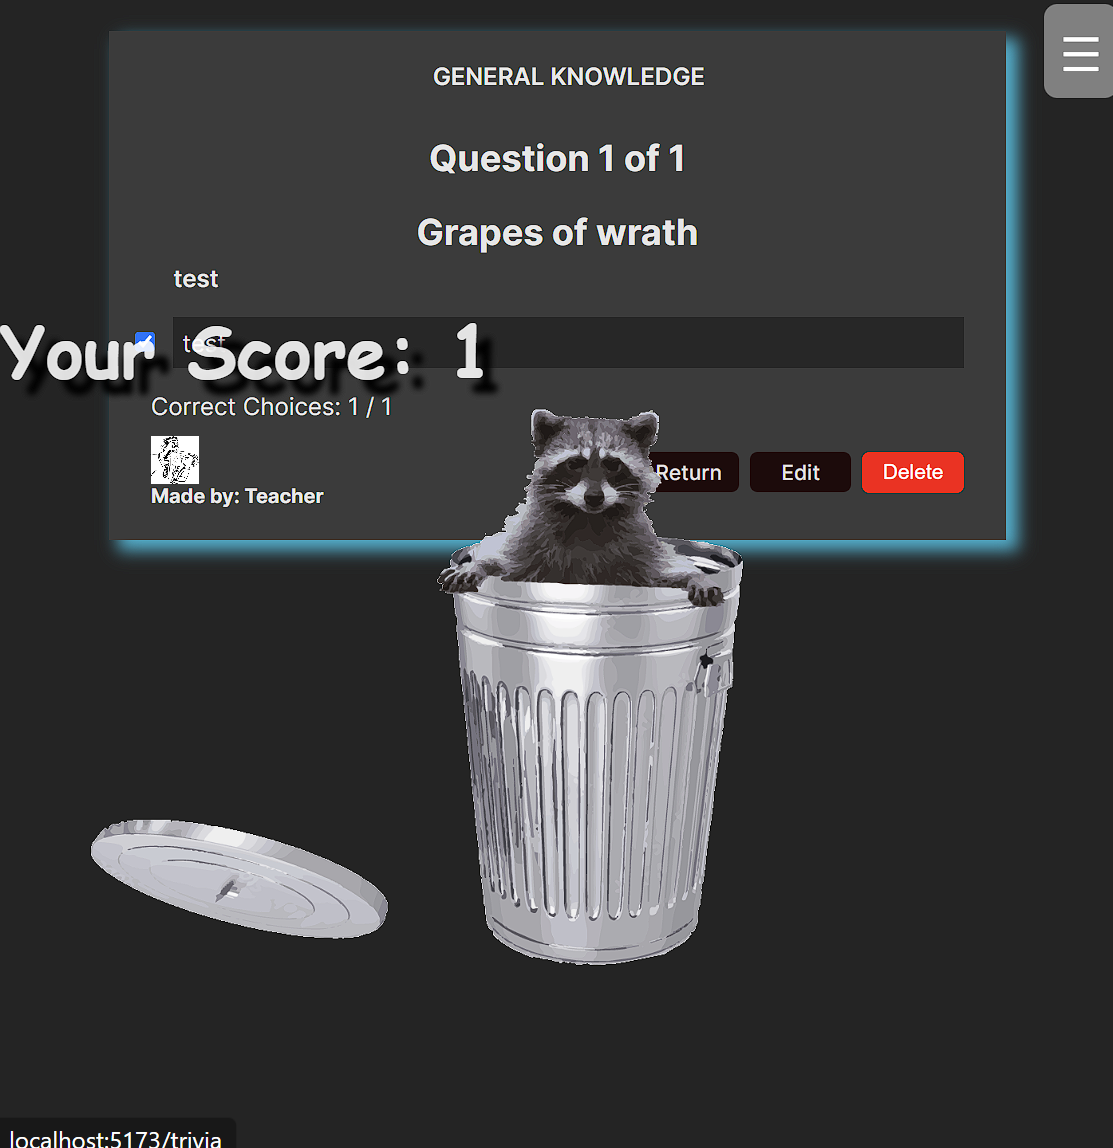 GENERAL KNOWLEDGE
Question 1 of 1
Grapes of wrath
test
test
Your Score: 1
Correct Choices: 1 / 1
Return
Edit
Delete
Made by: Teacher
localhost:5173/trivia